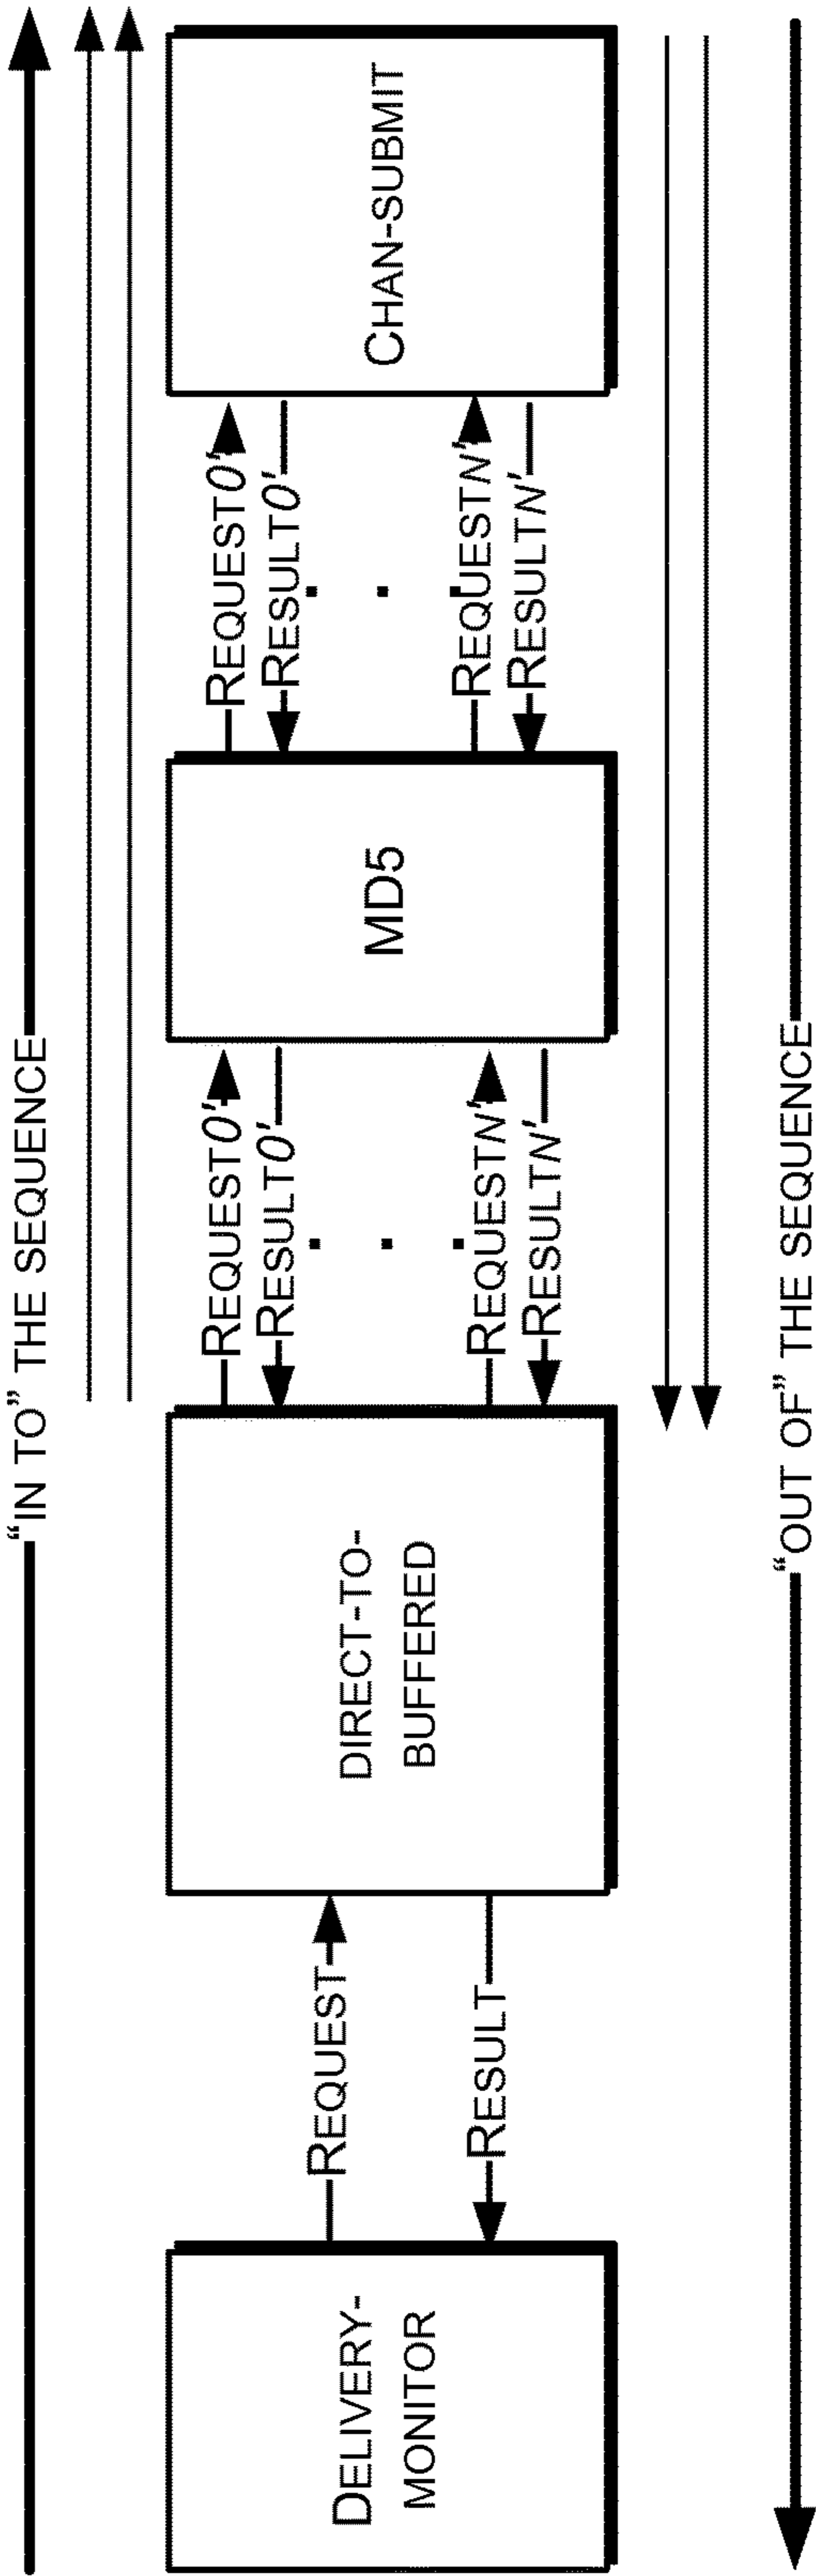 “IN TO” THE SEQUENCE
DELIVERY-
MONITOR
REQUEST
RESULT
DIRECT-TO-
BUFFERED
REQUEST0'
RESULT0'
. . .
REQUESTN'
RESULTN'
MD5
REQUEST0'
RESULT0'
. . .
REQUESTN'
RESULTN'
CHAN-SUBMIT
“OUT OF” THE SEQUENCE